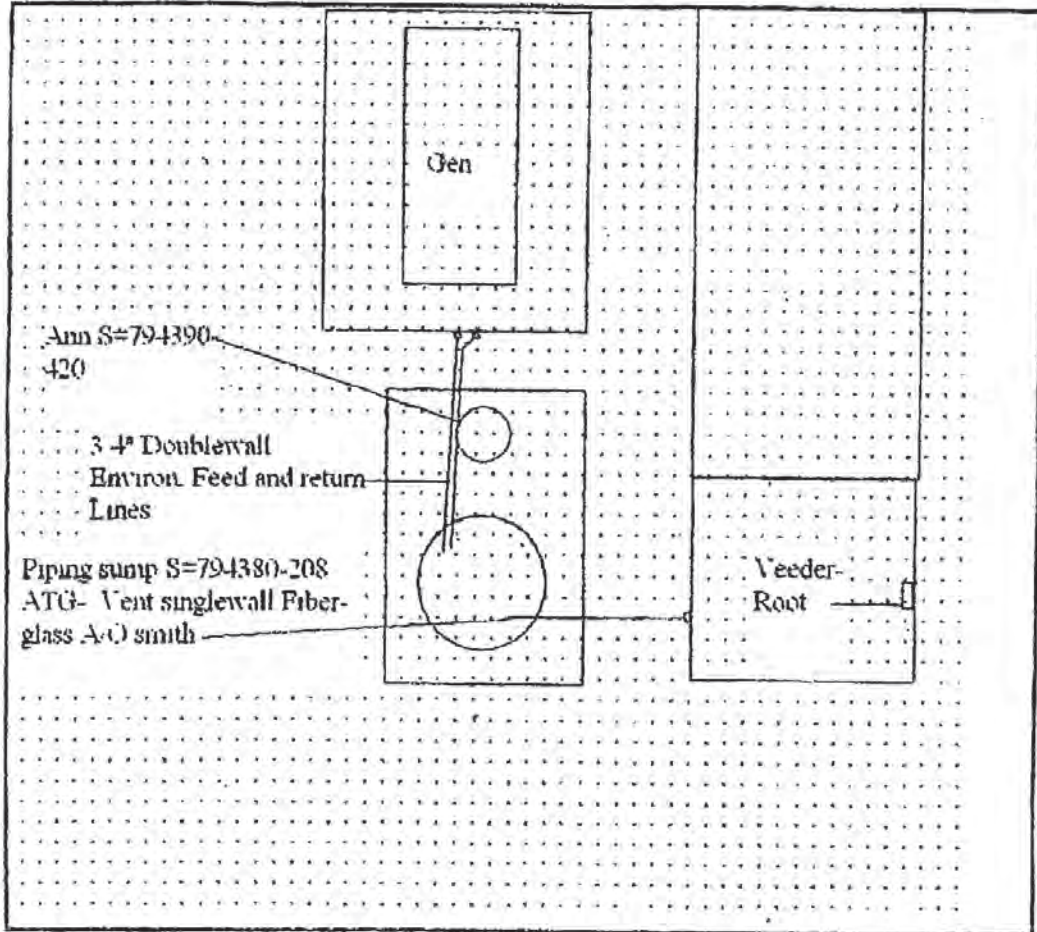 Gen
Ann S=794390-
420
3 4" Doublewall
Environ. Feed and return
Lines
Piping sump S=794380-208
ATG- Vent singlewall Fiber-
glass A/O smith
Veeder-
Root